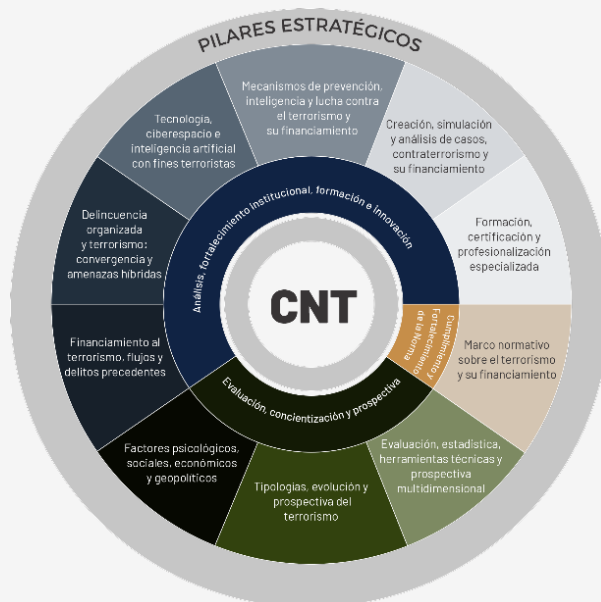 PILARES ESTRATÉGICOS
Mecanismos de prevención,
inteligencia y lucha contra
el terrorismo y
su financiamiento
Creación, simulación
y análisis de casos,
contraterrorismo y
su financiamiento
Formación,
certificación y
profesionalización
especializada
Marco normativo
sobre el terrorismo
y su financiamiento
Evaluación, estadística,
herramientas técnicas y
prospectiva
multidimensional
Tipologías, evolución y
prospectiva del
terrorismo
Factores psicológicos,
sociales, económicos
y geopolíticos
Financiamiento al
terrorismo, flujos y
delitos precedentes
Delincuencia
organizada
y terrorismo:
convergencia y
amenazas híbridas
Tecnología,
ciberespacio e
inteligencia artificial
con fines terroristas
Análisis, fortalecimiento institucional, formación e innovación
Cumplimiento y
Fortalecimiento
de la Norma
Evaluación, concientización y prospectiva
CNT